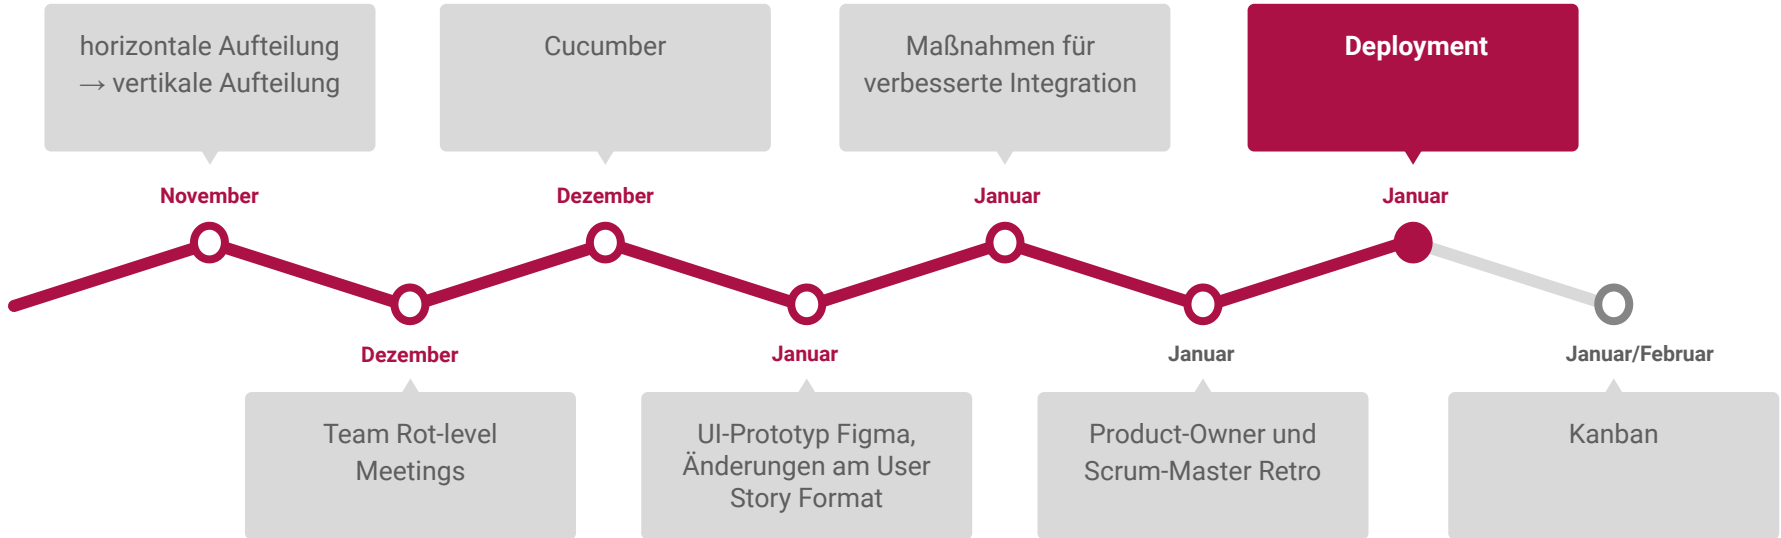 horizontale Aufteilung
→ vertikale Aufteilung
November
Dezember
Team Rot-level
Meetings
Cucumber
Dezember
Januar
UI-Prototyp Figma,
Änderungen am User
Story Format
Maßnahmen für
verbesserte Integration
Januar
Januar
Product-Owner und
Scrum-Master Retro
Deployment
Januar
Januar/Februar
Kanban